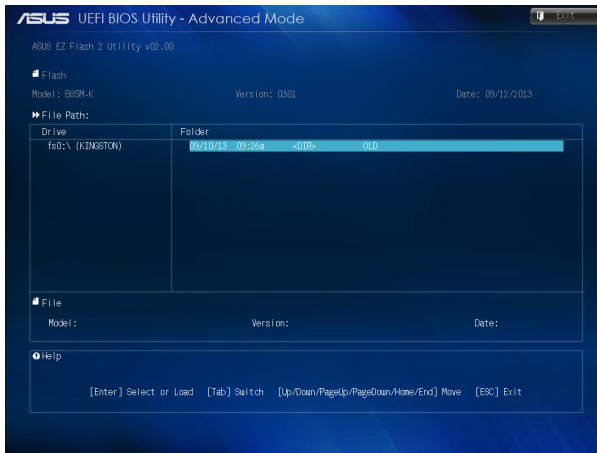 ASUS UEFI BIOS Utility - Advanced Mode
Exit
ASUS EZ Flash 2 Utility v02.00
Flash
Model: B85M-K Version: 0301 Date: 09/12/2013
File Path:
Drive Folder
fs0:\ (KINGSTON) 09/10/13 09:26a <DIR> OLD
File
Model: Version: Date:
Help
[Enter] Select or Load [Tab] Switch [Up/Down/PageUp/PageDown/Home/End] Move [ESC] Exit